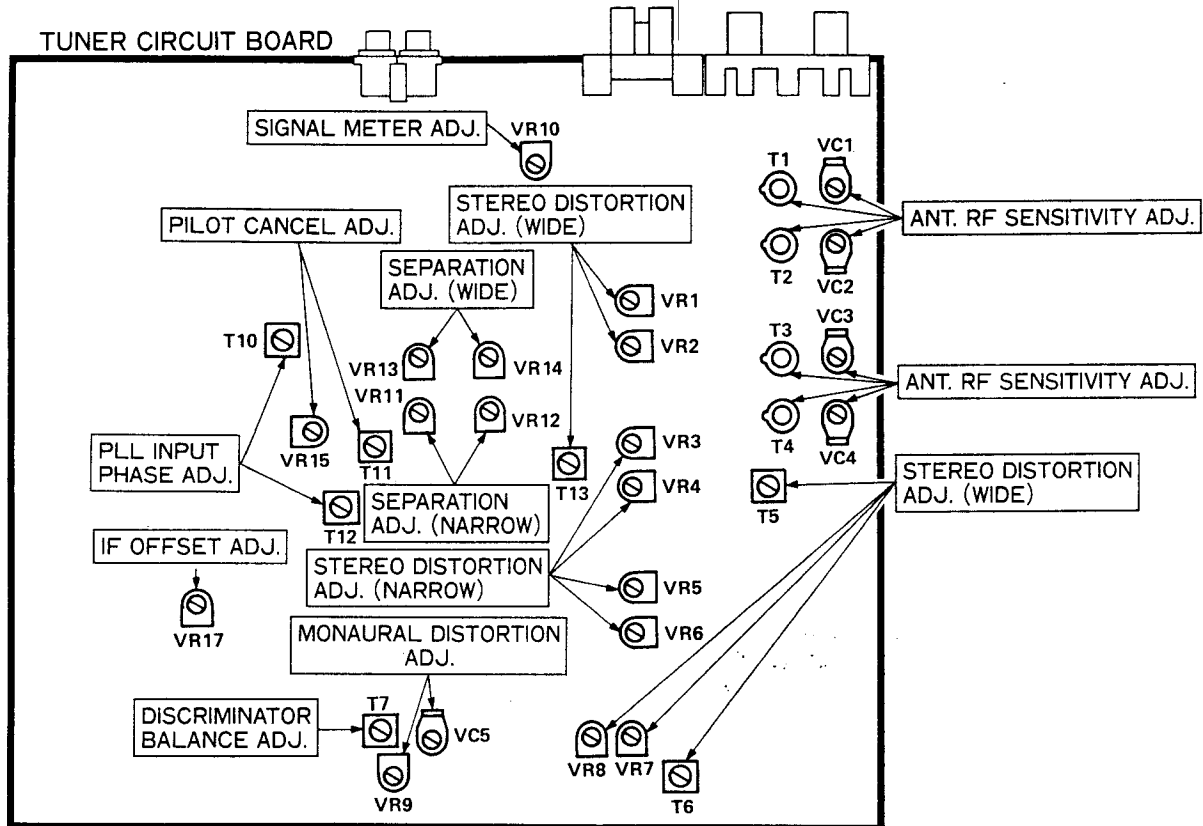 TUNER CIRCUIT BOARD
SIGNAL METER ADJ.
VR10
T1
VC1
PILOT CANCEL ADJ.
STEREO DISTORTION
ADJ. (WIDE)
ANT. RF SENSITIVITY ADJ.
T2
VC2
SEPARATION
ADJ. (WIDE)
VR1
VR2
T10
VR13
VR14
T3
VC3
ANT. RF SENSITIVITY ADJ.
VR11
VR12
T4
VC4
PLL INPUT
PHASE ADJ.
VR15
T11
T13
VR3
VR4
T5
STEREO DISTORTION
ADJ. (WIDE)
T12
SEPARATION
ADJ. (NARROW)
IF OFFSET ADJ.
STEREO DISTORTION
ADJ. (NARROW)
VR5
VR6
VR17
MONAURAL DISTORTION
ADJ.
DISCRIMINATOR
BALANCE ADJ.
T7
VC5
VR9
VR8
VR7
T6